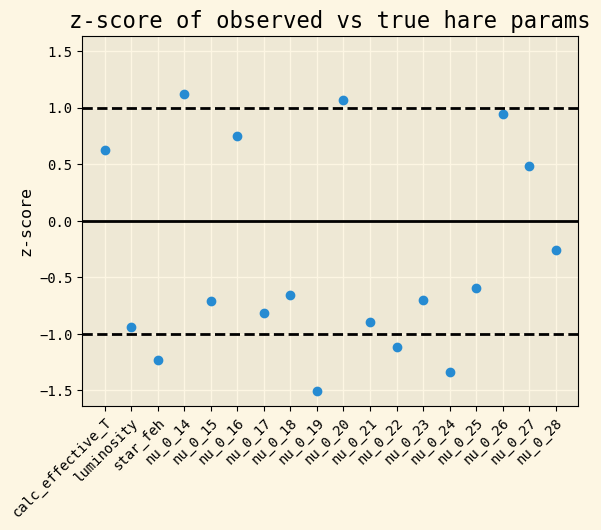 z-score of observed vs true hare params
z-score
1.5
1.0
0.5
0.0
−0.5
−1.0
−1.5
calc_effective_T
luminosity
star_feh
nu_0_14
nu_0_15
nu_0_16
nu_0_17
nu_0_18
nu_0_19
nu_0_20
nu_0_21
nu_0_22
nu_0_23
nu_0_24
nu_0_25
nu_0_26
nu_0_27
nu_0_28